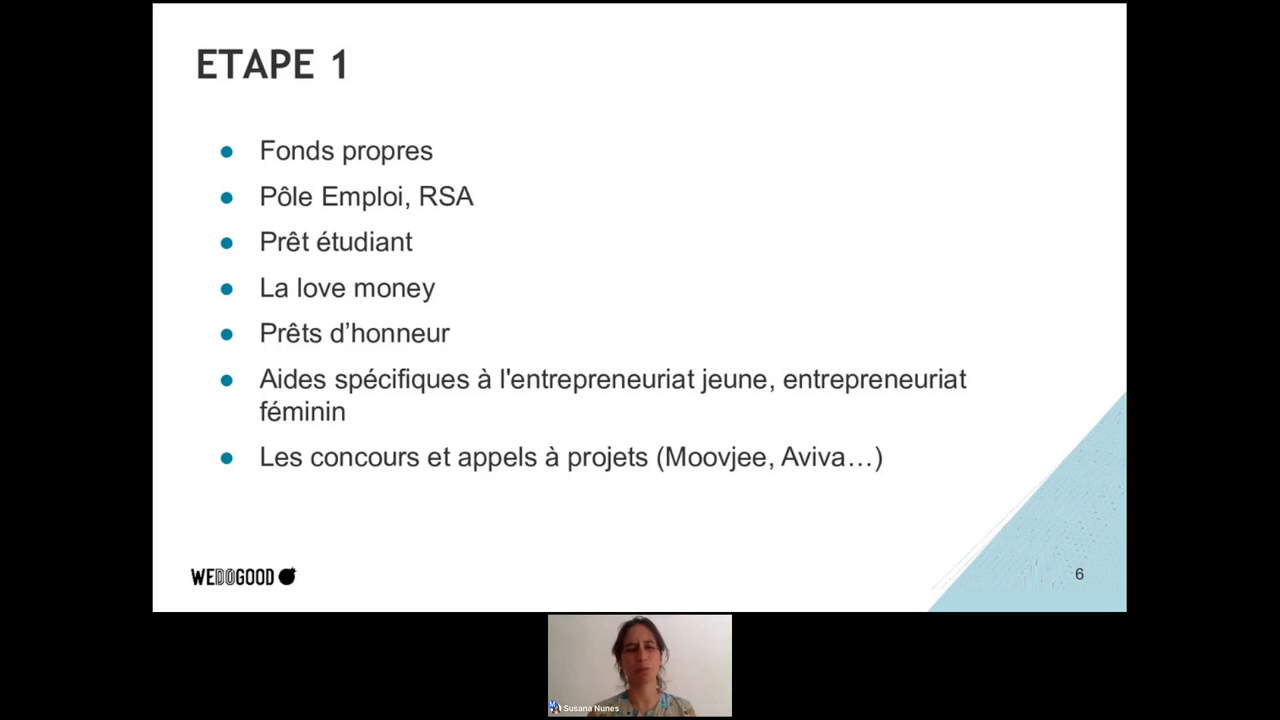 ETAPE 1
● Fonds propres
● Pôle Emploi, RSA
● Prêt étudiant
● La love money
● Prêts d’honneur
● Aides spécifiques à l'entrepreneuriat jeune, entrepreneuriat
féminin
● Les concours et appels à projets (Moovjee, Aviva…)
WEDOGOOD
6
Susana Nunes